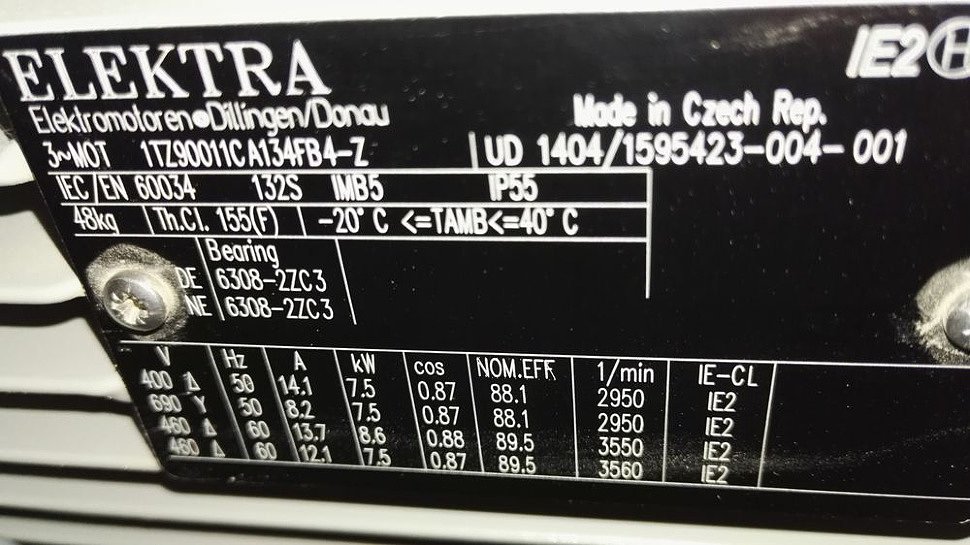 ELEKTRA
IE2 H
Elektromotoren Dillingen/Donau
Made in Czech Rep.
3~MOT 1TZ90011CA134FB4-Z UD 1404/1595423-004-001
IEC/EN 60034 132S IMB5 IP55
48kg Th.Cl. 155(F) -20°C <=TAMB<=40°C
Bearing
DE 6308-2ZC3
NE 6308-2ZC3
V Hz A kW cos NOM.EFF 1/min IE-CL
400 Δ 50 14.1 7.5 0.87 88.1 2950 IE2
690 Y 50 8.2 7.5 0.87 88.1 2950 IE2
460 Δ 60 13.7 8.6 0.88 89.5 3550 IE2
460 Δ 60 12.1 7.5 0.87 89.5 3560 IE2